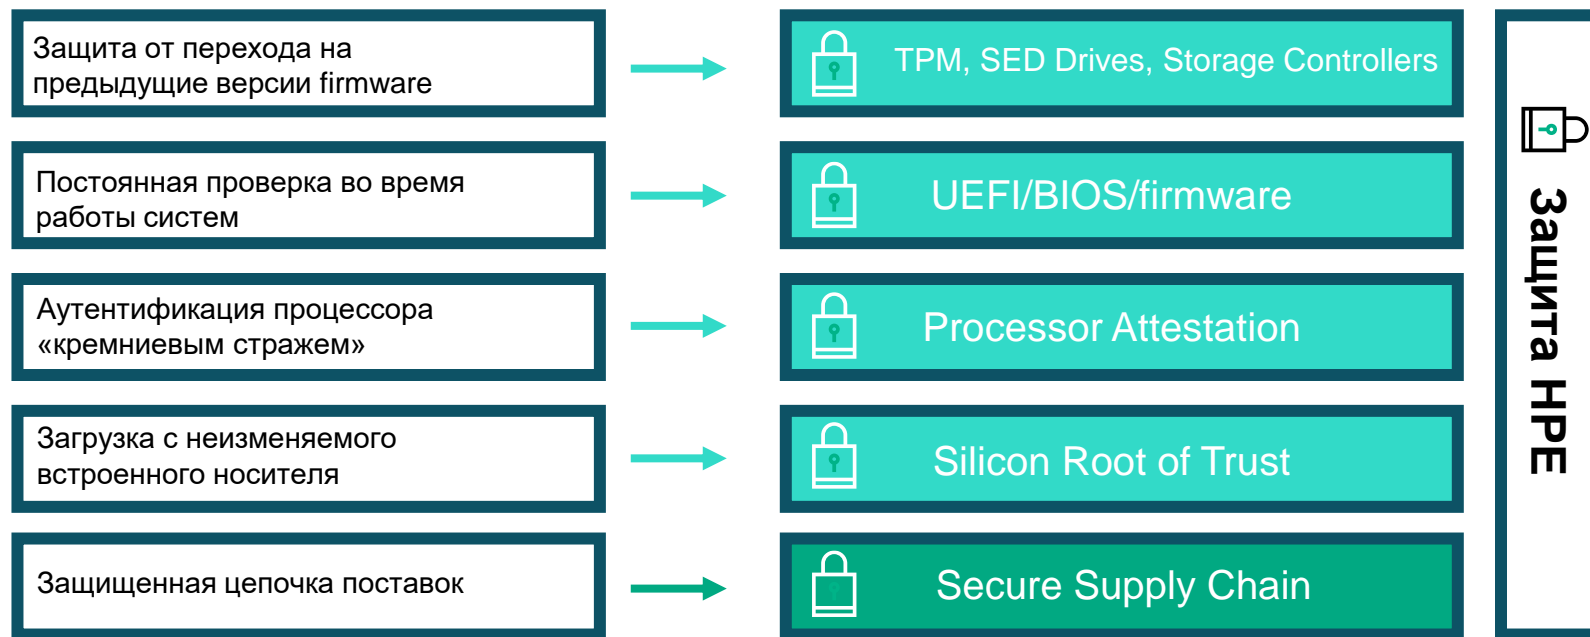 Защита от перехода на
предыдущие версии firmware
TPM, SED Drives, Storage Controllers
Постоянная проверка во время
работы систем
UEFI/BIOS/firmware
Аутентификация процессора
«кремниевым стражем»
Processor Attestation
Загрузка с неизменяемого
встроенного носителя
Silicon Root of Trust
Защищенная цепочка поставок
Secure Supply Chain
Защита HPE